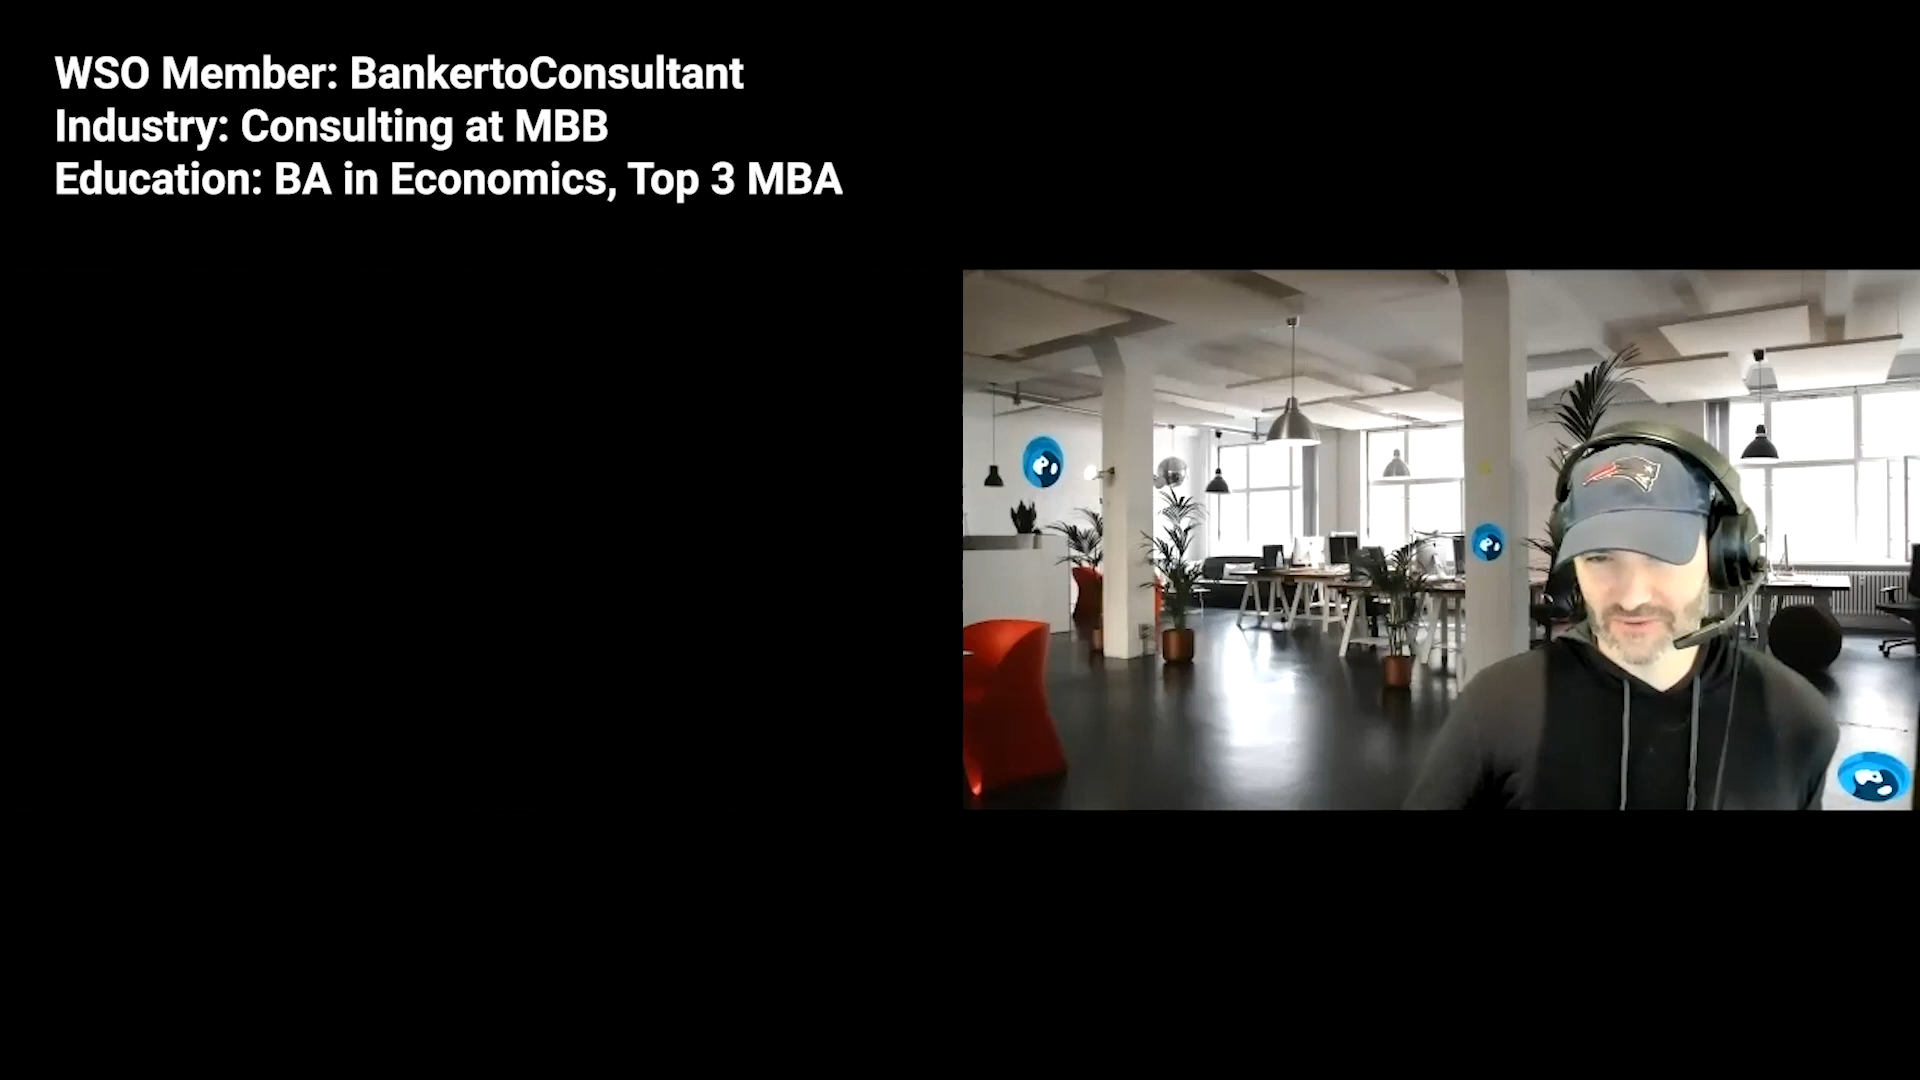 WSO Member: BankertoConsultant
Industry: Consulting at MBB
Education: BA in Economics, Top 3 MBA